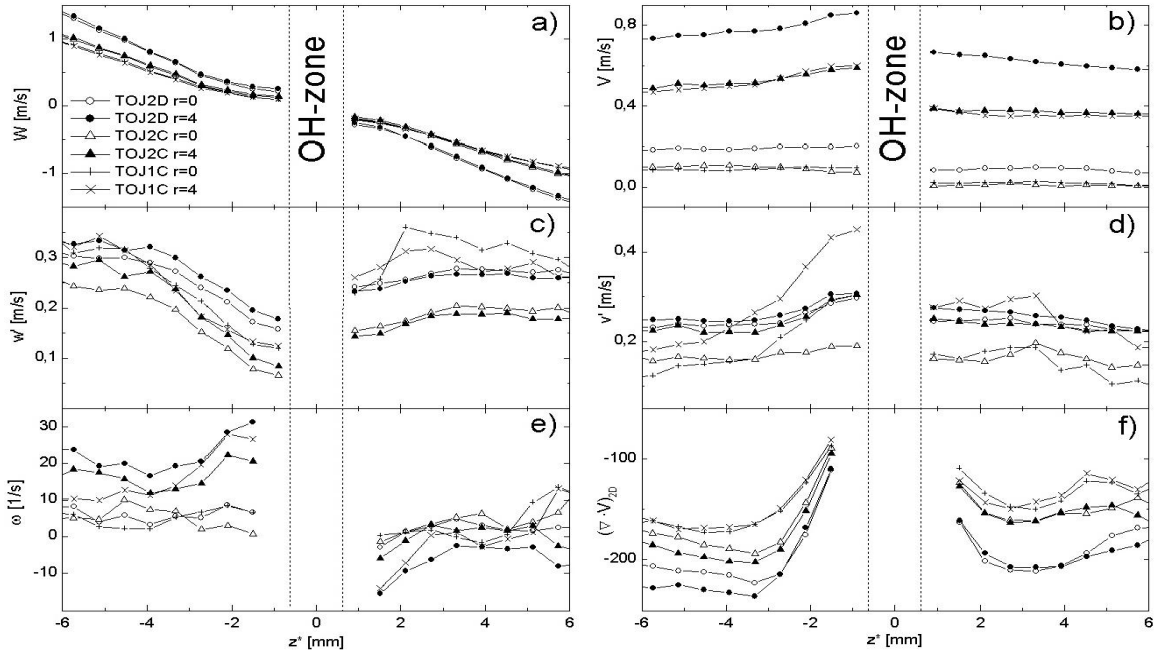 a)
W [m/s]
1
0
-1
OH-zone
TOJ2D r=0
TOJ2D r=4
TOJ2C r=0
TOJ2C r=4
TOJ1C r=0
TOJ1C r=4
b)
V [m/s]
0,8
0,4
0,0
OH-zone
c)
w' [m/s]
0,3
0,2
0,1
d)
v' [m/s]
0,4
0,2
e)
ω [1/s]
30
20
10
0
-10
-6 -4 -2 0 2 4 6
z* [mm]
f)
(∇·V)2D
-100
-200
-6 -4 -2 0 2 4 6
z* [mm]